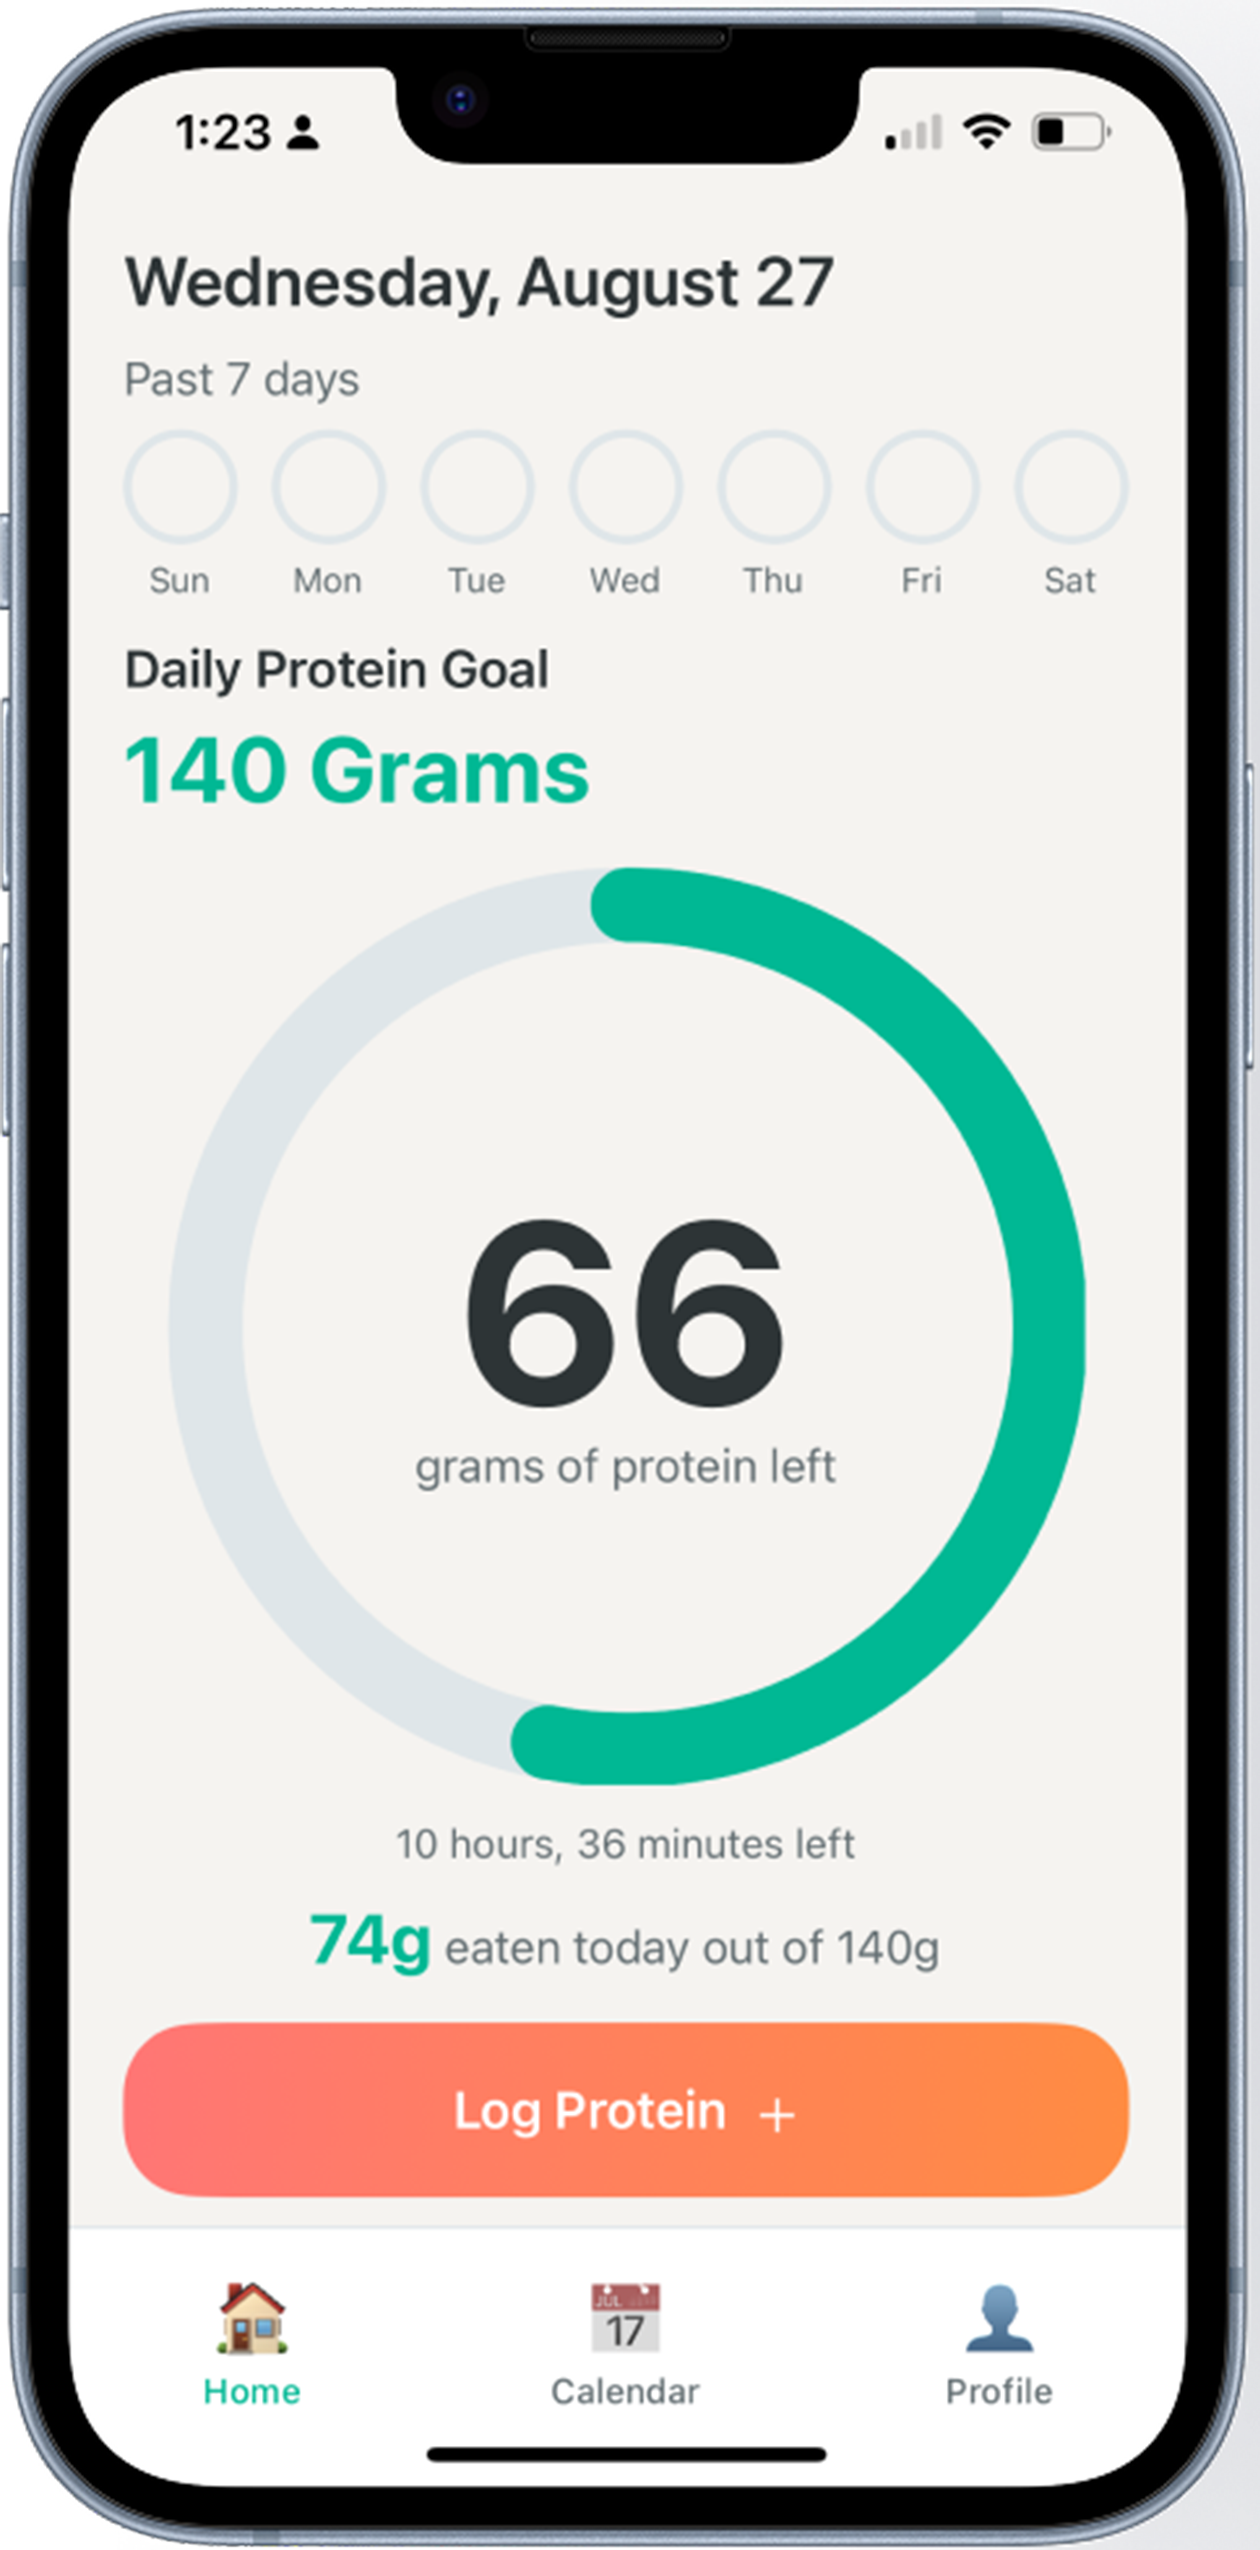 1:23
Wednesday, August 27
Past 7 days
Sun Mon Tue Wed Thu Fri Sat
Daily Protein Goal
140 Grams
66
grams of protein left
10 hours, 36 minutes left
74g eaten today out of 140g
Log Protein +
JUL
17
Home Calendar Profile